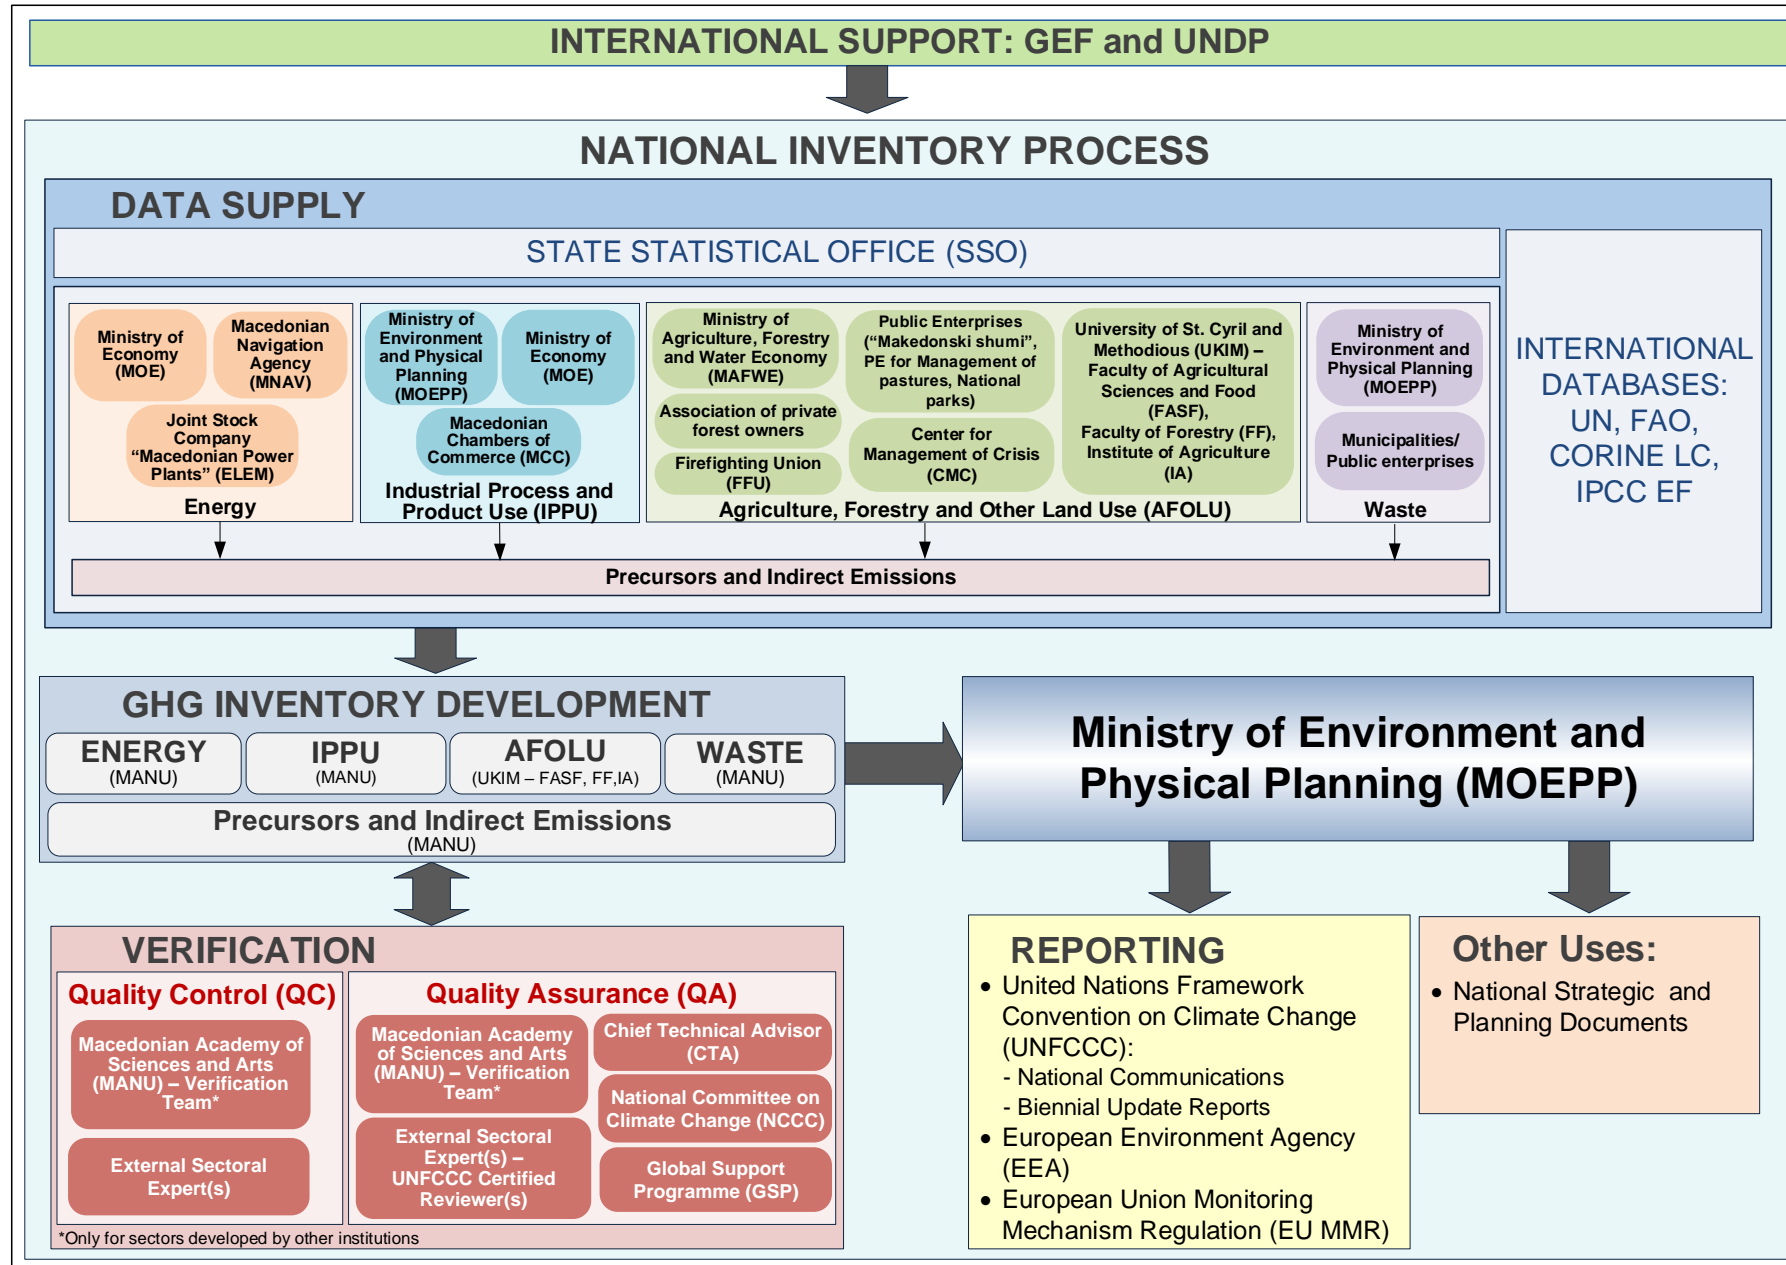 INTERNATIONAL SUPPORT: GEF and UNDP
NATIONAL INVENTORY PROCESS
DATA SUPPLY
STATE STATISTICAL OFFICE (SSO)
Ministry of
Economy
(MOE)
Macedonian
Navigation
Agency
(MNAV)
Joint Stock
Company
“Macedonian Power
Plants” (ELEM)
Energy
Ministry of
Environment
and Physical
Planning
(MOEPP)
Ministry of
Economy
(MOE)
Macedonian
Chambers of
Commerce (MCC)
Industrial Process and
Product Use (IPPU)
Ministry of
Agriculture, Forestry
and Water Economy
(MAFWE)
Association of private
forest owners
Firefighting Union
(FFU)
Public Enterprises
(“Makedonski shumi”,
PE for Management of
pastures, National
parks)
Center for
Management of Crisis
(CMC)
University of St. Cyril and
Methodious (UKIM) –
Faculty of Agricultural
Sciences and Food
(FASF),
Faculty of Forestry (FF),
Institute of Agriculture
(IA)
Agriculture, Forestry and Other Land Use (AFOLU)
Ministry of
Environment and
Physical Planning
(MOEPP)
Municipalities/
Public enterprises
Waste
Precursors and Indirect Emissions
INTERNATIONAL
DATABASES:
UN, FAO,
CORINE LC,
IPCC EF
GHG INVENTORY DEVELOPMENT
ENERGY
(MANU)
IPPU
(MANU)
AFOLU
(UKIM – FASF, FF,IA)
WASTE
(MANU)
Precursors and Indirect Emissions
(MANU)
Ministry of Environment and
Physical Planning (MOEPP)
VERIFICATION
Quality Control (QC)
Macedonian Academy of
Sciences and Arts
(MANU) – Verification
Team*
External Sectoral
Expert(s)
Quality Assurance (QA)
Macedonian Academy
of Sciences and Arts
(MANU) – Verification
Team*
External Sectoral
Expert(s) –
UNFCCC Certified
Reviewer(s)
Chief Technical Advisor
(CTA)
National Committee on
Climate Change (NCCC)
Global Support
Programme (GSP)
*Only for sectors developed by other institutions
REPORTING
• United Nations Framework
Convention on Climate Change
(UNFCCC):
- National Communications
- Biennial Update Reports
• European Environment Agency
(EEA)
• European Union Monitoring
Mechanism Regulation (EU MMR)
Other Uses:
• National Strategic and
Planning Documents